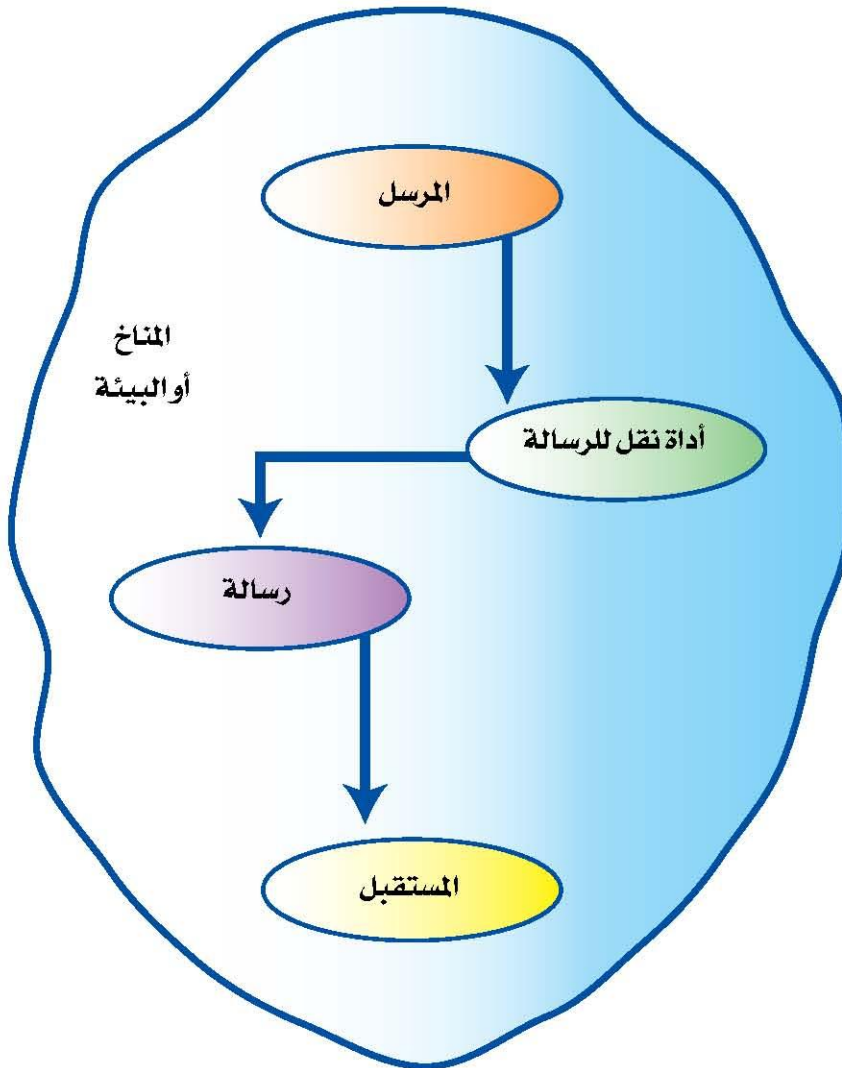 المرسل
المناخ
أو البيئة
أداة نقل للرسالة
رسالة
المستقبل